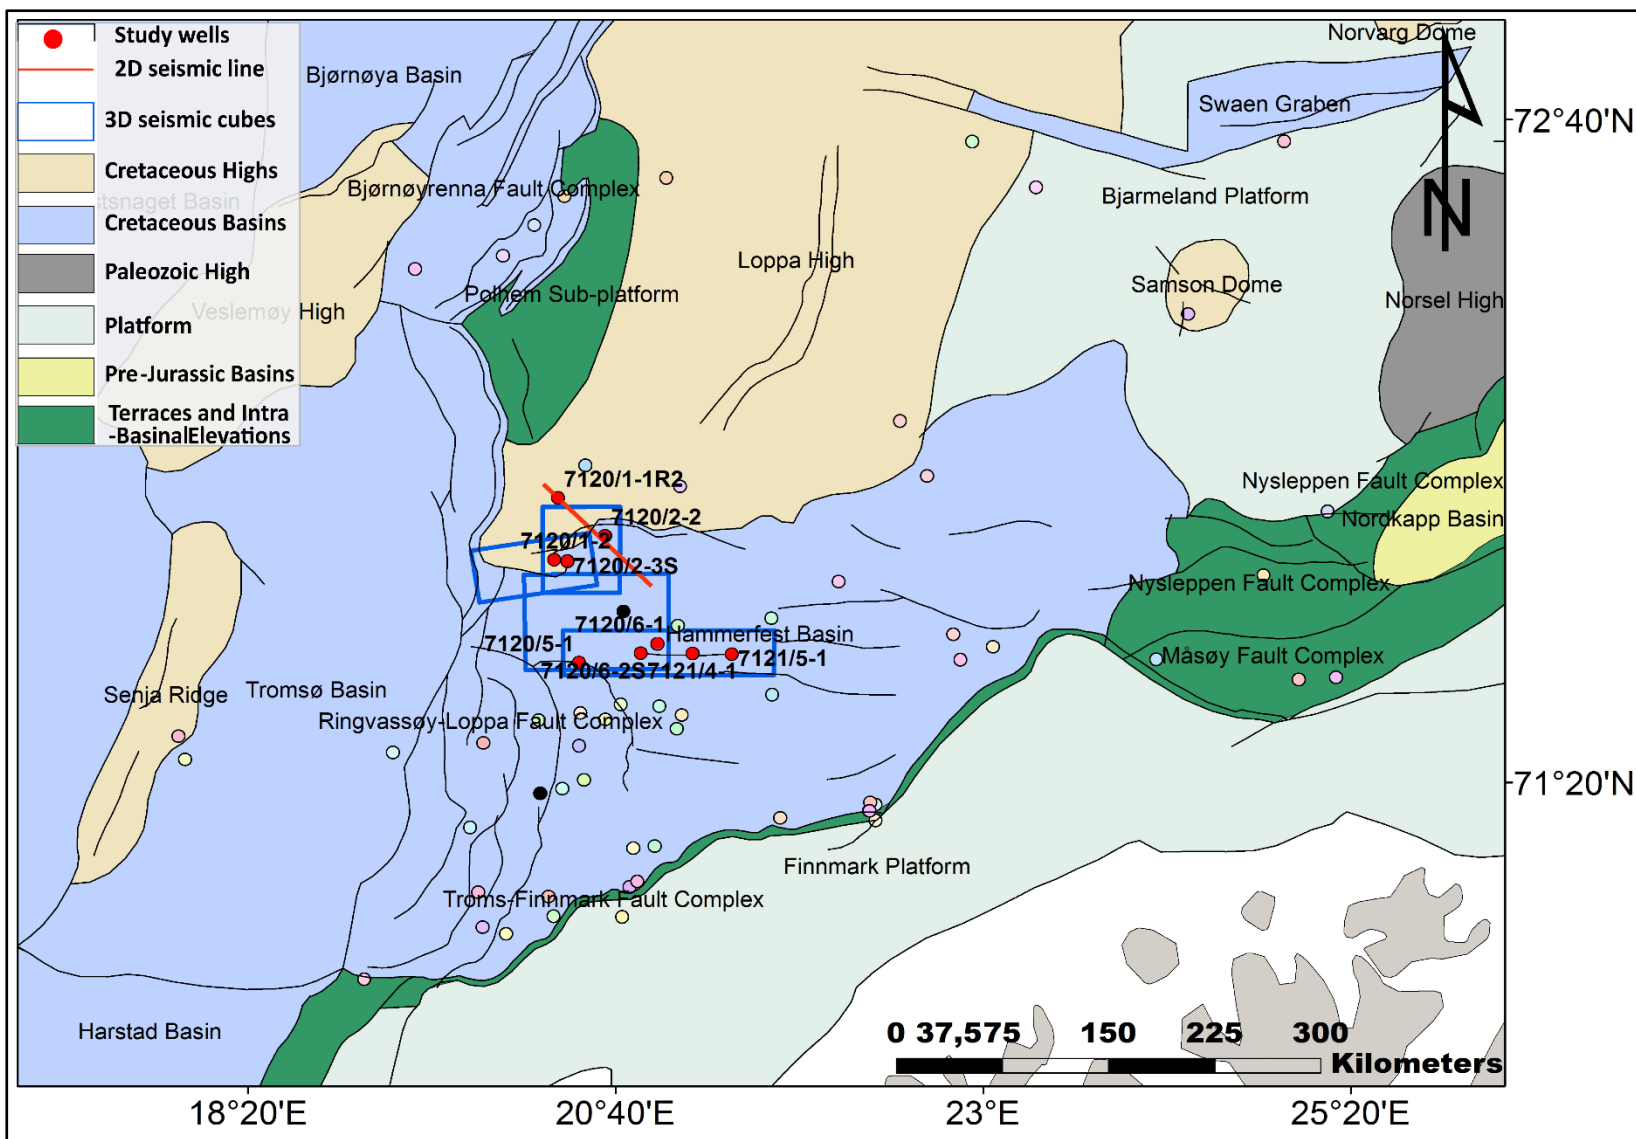 Study wells
2D seismic line
3D seismic cubes
Cretaceous Highs
Cretaceous Basins
Paleozoic High
Platform
Pre-Jurassic Basins
Terraces and Intra
-BasinalElevations
Bjørnøya Basin
Norvarg Dome
Swaen Graben
72°40'N
N
Bjørnøyrenna Fault Complex
Bjarmeland Platform
tsnaget Basin
Loppa High
Samson Dome
Polhem Sub-platform
Norsel High
Veslemøy High
7120/1-1R2
Nysleppen Fault Complex
7120/2-2
Nordkapp Basin
7120/1-2
7120/2-3S
Nysleppen Fault Complex
7120/6-1
Hammerfest Basin
7120/5-1
7121/5-1
Måsøy Fault Complex
7120/6-2S
7121/4-1
Senja Ridge
Tromsø Basin
Ringvassøy-Loppa Fault Complex
71°20'N
Finnmark Platform
Troms-Finnmark Fault Complex
Harstad Basin
0 37,575 150 225 300
Kilometers
18°20'E 20°40'E 23°E 25°20'E